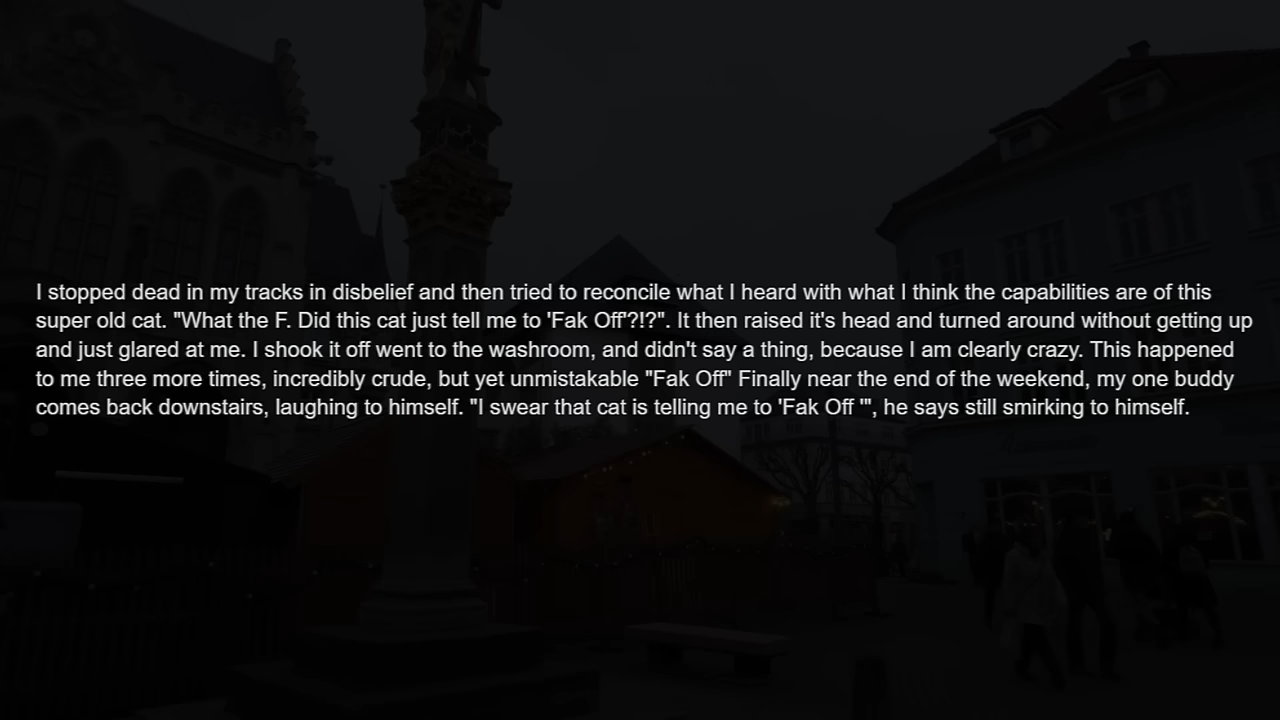 I stopped dead in my tracks in disbelief and then tried to reconcile what I heard with what I think the capabilities are of this
super old cat. "What the F. Did this cat just tell me to 'Fak Off'?!?". It then raised it's head and turned around without getting up
and just glared at me. I shook it off went to the washroom, and didn't say a thing, because I am clearly crazy. This happened
to me three more times, incredibly crude, but yet unmistakable "Fak Off" Finally near the end of the weekend, my one buddy
comes back downstairs, laughing to himself. "I swear that cat is telling me to 'Fak Off '", he says still smirking to himself.